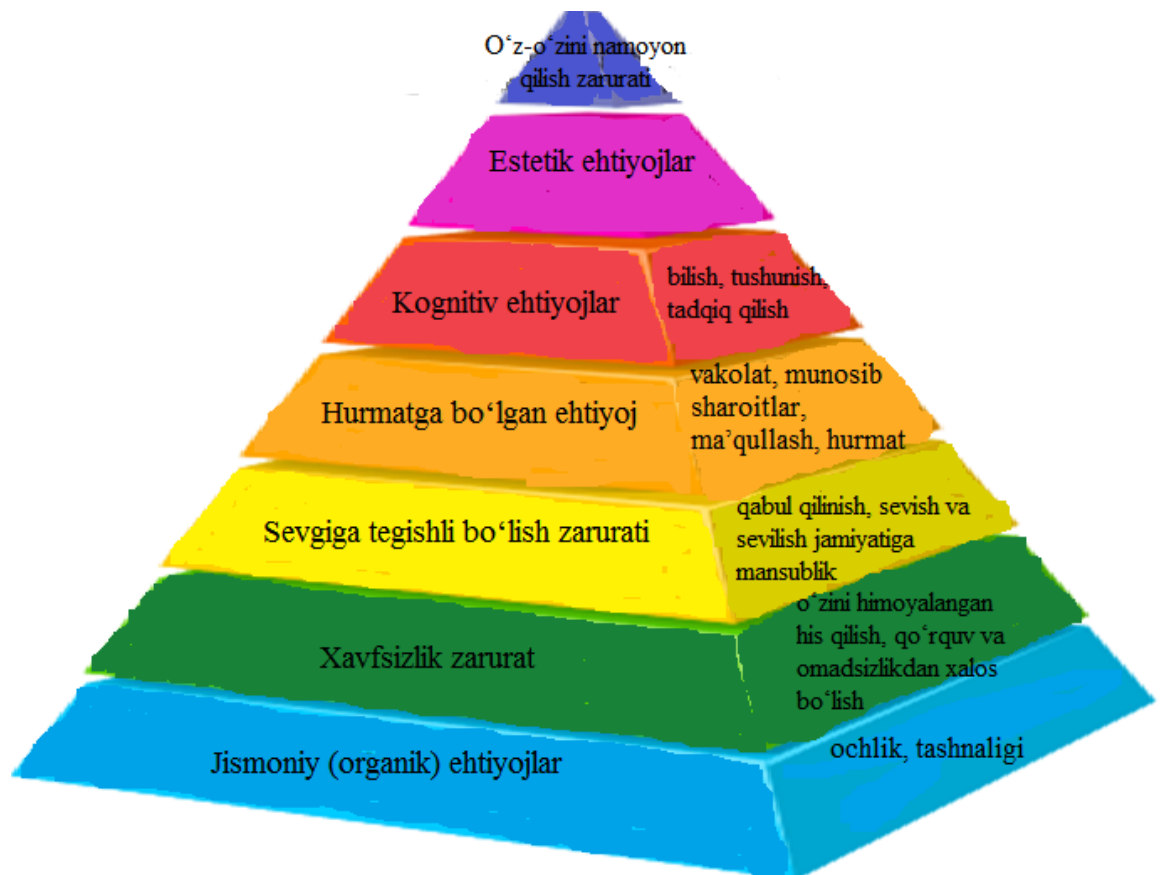 O‘z-o‘zini namoyon
qilish zarurati
Estetik ehtiyojlar
Kognitiv ehtiyojlar
bilish, tushunish,
tadqiq qilish
Hurmatga bo‘lgan ehtiyoj
vakolat, munosib
sharoitlar,
ma’qullash, hurmat
Sevgiga tegishli bo‘lish zarurati
qabul qilinish, sevish va
sevilish jamiyatiga
mansublik
Xavfsizlik zarurat
o‘zini himoyalangan
his qilish, qo‘rquv va
omadsizlikdan xalos
bo‘lish
Jismoniy (organik) ehtiyojlar
ochlik, tashnaligi